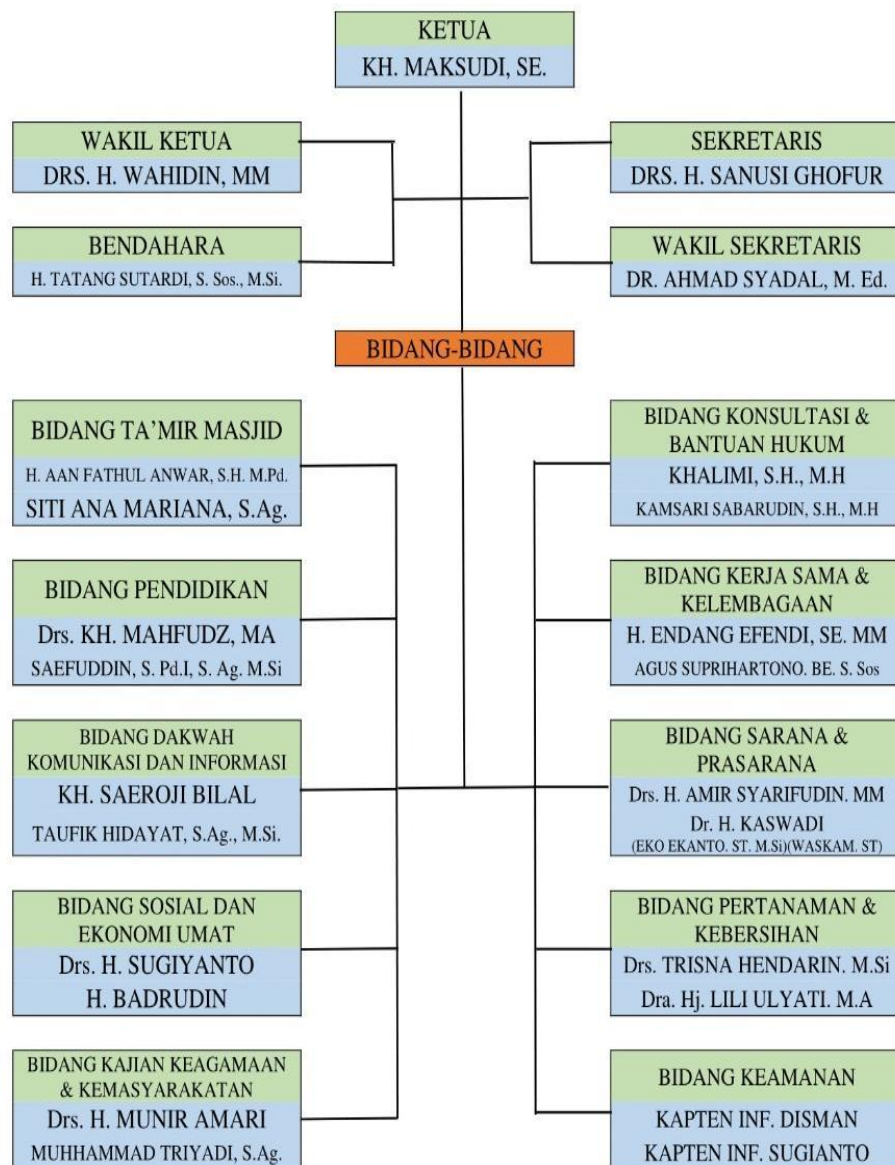 KETUA
KH. MAKSUDI, SE.
WAKIL KETUA
DRS. H. WAHIDIN, MM
SEKRETARIS
DRS. H. SANUSI GHOFUR
BENDAHARA
H. TATANG SUTARDI, S. Sos., M.Si.
WAKIL SEKRETARIS
DR. AHMAD SYADAL, M. Ed.
BIDANG-BIDANG
BIDANG TA’MIR MASJID
H. AAN FATHUL ANWAR, S.H. M.Pd.
SITI ANA MARIANA, S.Ag.
BIDANG KONSULTASI &
BANTUAN HUKUM
KHALIMI, S.H., M.H
KAMSARI SABARUDIN, S.H., M.H
BIDANG PENDIDIKAN
Drs. KH. MAHFUDZ, MA
SAEFUDDIN, S. Pd.I, S. Ag. M.Si
BIDANG KERJA SAMA &
KELEMBAGAAN
H. ENDANG EFENDI, SE. MM
AGUS SUPRIHARTONO. BE. S. Sos
BIDANG DAKWAH
KOMUNIKASI DAN INFORMASI
KH. SAEROJI BILAL
TAUFIK HIDAYAT, S.Ag., M.Si.
BIDANG SARANA &
PRASARANA
Drs. H. AMIR SYARIFUDIN. MM
Dr. H. KASWADI
(EKO EKANTO. ST. M.Si)(WASKAM. ST)
BIDANG SOSIAL DAN
EKONOMI UMAT
Drs. H. SUGIYANTO
H. BADRUDIN
BIDANG PERTANAMAN &
KEBERSIHAN
Drs. TRISNA HENDARIN. M.Si
Dra. Hj. LILI ULYATI. M.A
BIDANG KAJIAN KEAGAMAAN
& KEMASYARAKATAN
Drs. H. MUNIR AMARI
MUHHAMMAD TRIYADI, S.Ag.
BIDANG KEAMANAN
KAPTEN INF. DISMAN
KAPTEN INF. SUGIANTO